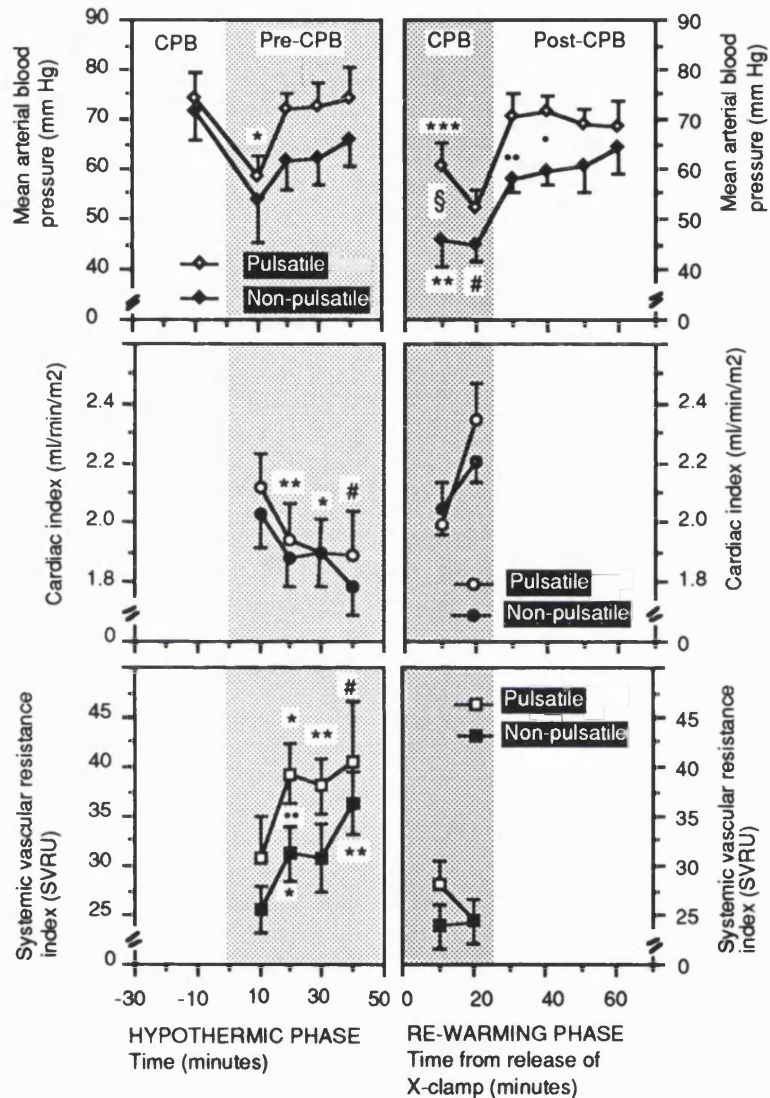 CPB Pre-CPB CPB Post-CPB
Mean arterial blood
pressure (mm Hg)
90
80
70
60
50
40
0
*
Pulsatile
Non-pulsatile
***
§
**
#
••
•
90
80
70
60
50
40
0
Mean arterial blood
pressure (mm Hg)
Cardiac index (ml/min/m2)
2.4
2.2
2.0
1.8
0
**
*
#
Pulsatile
Non-pulsatile
2.4
2.2
2.0
1.8
0
Cardiac index (ml/min/m2)
Systemic vascular resistance
index (SVRU)
45
40
35
30
25
0
*
**
#
••
*
**
Pulsatile
Non-pulsatile
45
40
35
30
25
0
Systemic vascular resistance
index (SVRU)
-30 -10 10 30 50 0 20 40 60
HYPOTHERMIC PHASE
Time (minutes)
RE-WARMING PHASE
Time from release of
X-clamp (minutes)